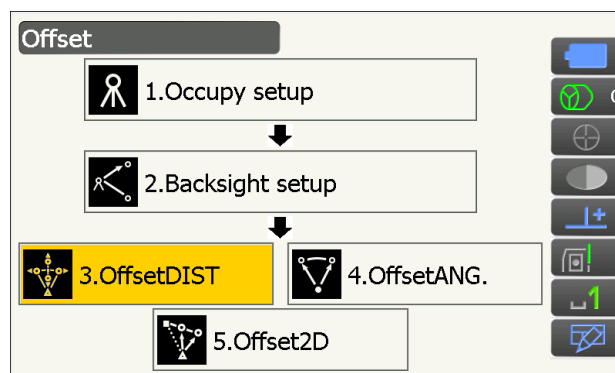 Offset
1.Occupy setup
2.Backsight setup
3.OffsetDIST
4.OffsetANG.
5.Offset2D
1